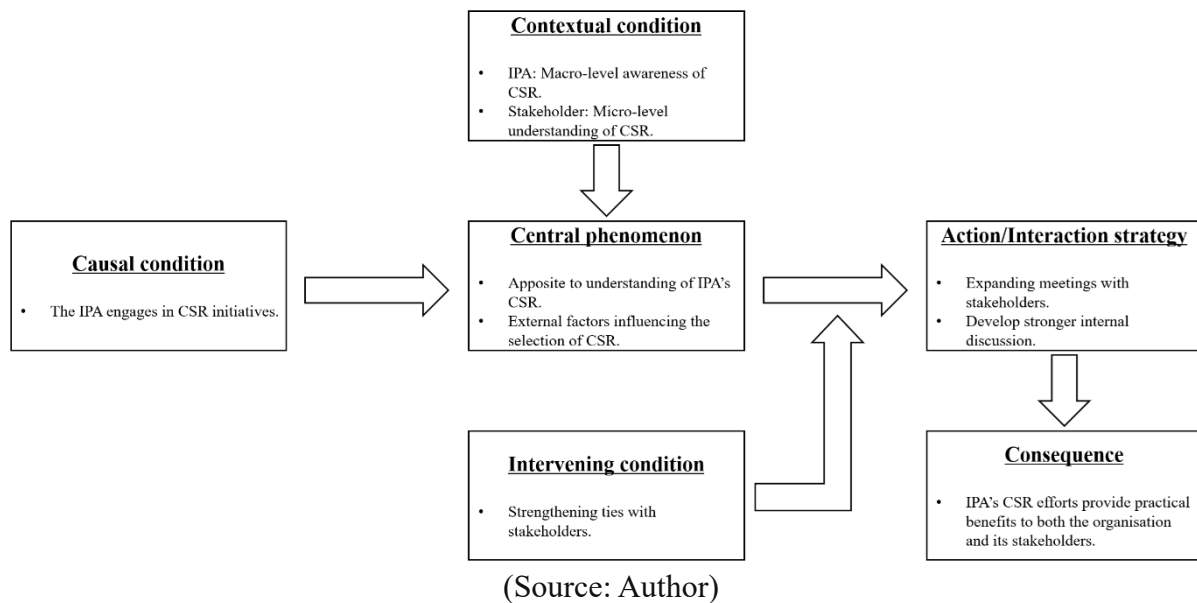 Contextual condition
• IPA: Macro-level awareness of
CSR.
• Stakeholder: Micro-level
understanding of CSR.
Causal condition
• The IPA engages in CSR initiatives.
Central phenomenon
• Apposite to understanding of IPA's
CSR.
• External factors influencing the
selection of CSR.
Action/Interaction strategy
• Expanding meetings with
stakeholders.
• Develop stronger internal
discussion.
Intervening condition
• Strengthening ties with
stakeholders.
Consequence
• IPA's CSR efforts provide practical
benefits to both the organisation
and its stakeholders.
(Source: Author)